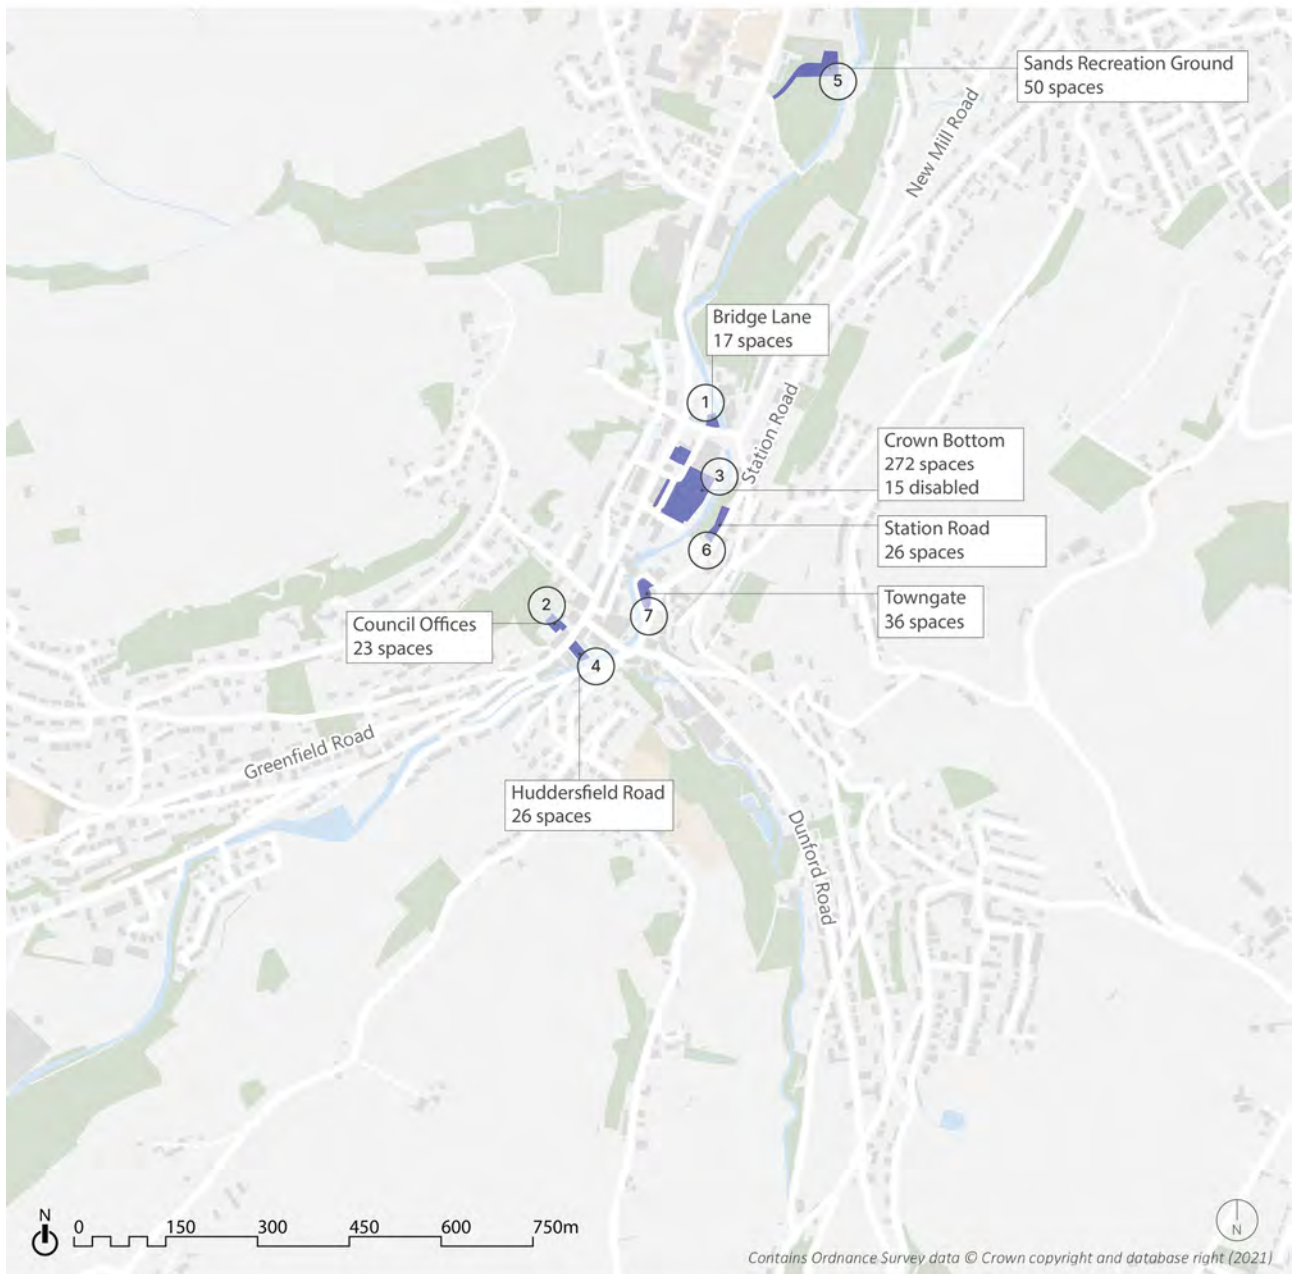 Sands Recreation Ground
50 spaces
5
New Mill Road
Bridge Lane
17 spaces
1
Station Road
Crown Bottom
272 spaces
15 disabled
3
Station Road
26 spaces
6
Towngate
36 spaces
7
2
Council Offices
23 spaces
4
Greenfield Road
Huddersfield Road
26 spaces
Dunford Road
N
0 150 300 450 600 750m
N
Contains Ordnance Survey data © Crown copyright and database right (2021)